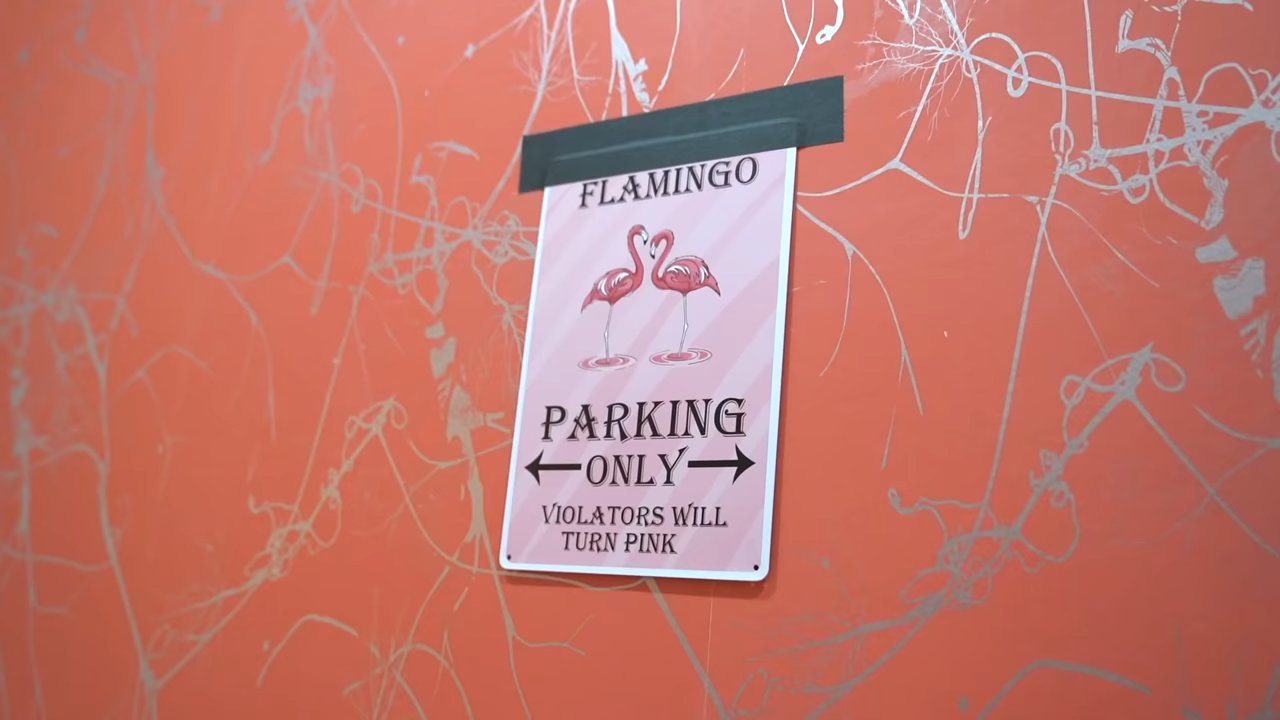 FLAMINGO
PARKING
ONLY
VIOLATORS WILL
TURN PINK